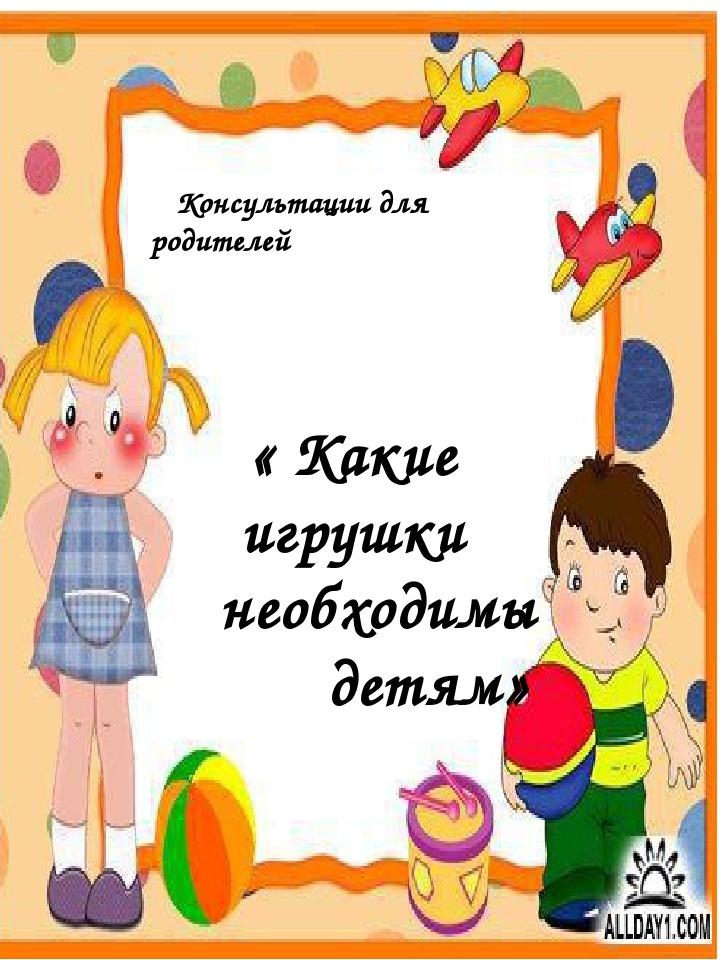 Консультации для
родителей
« Какие
игрушки
необходимы
детям»
ALLDAY1.COM